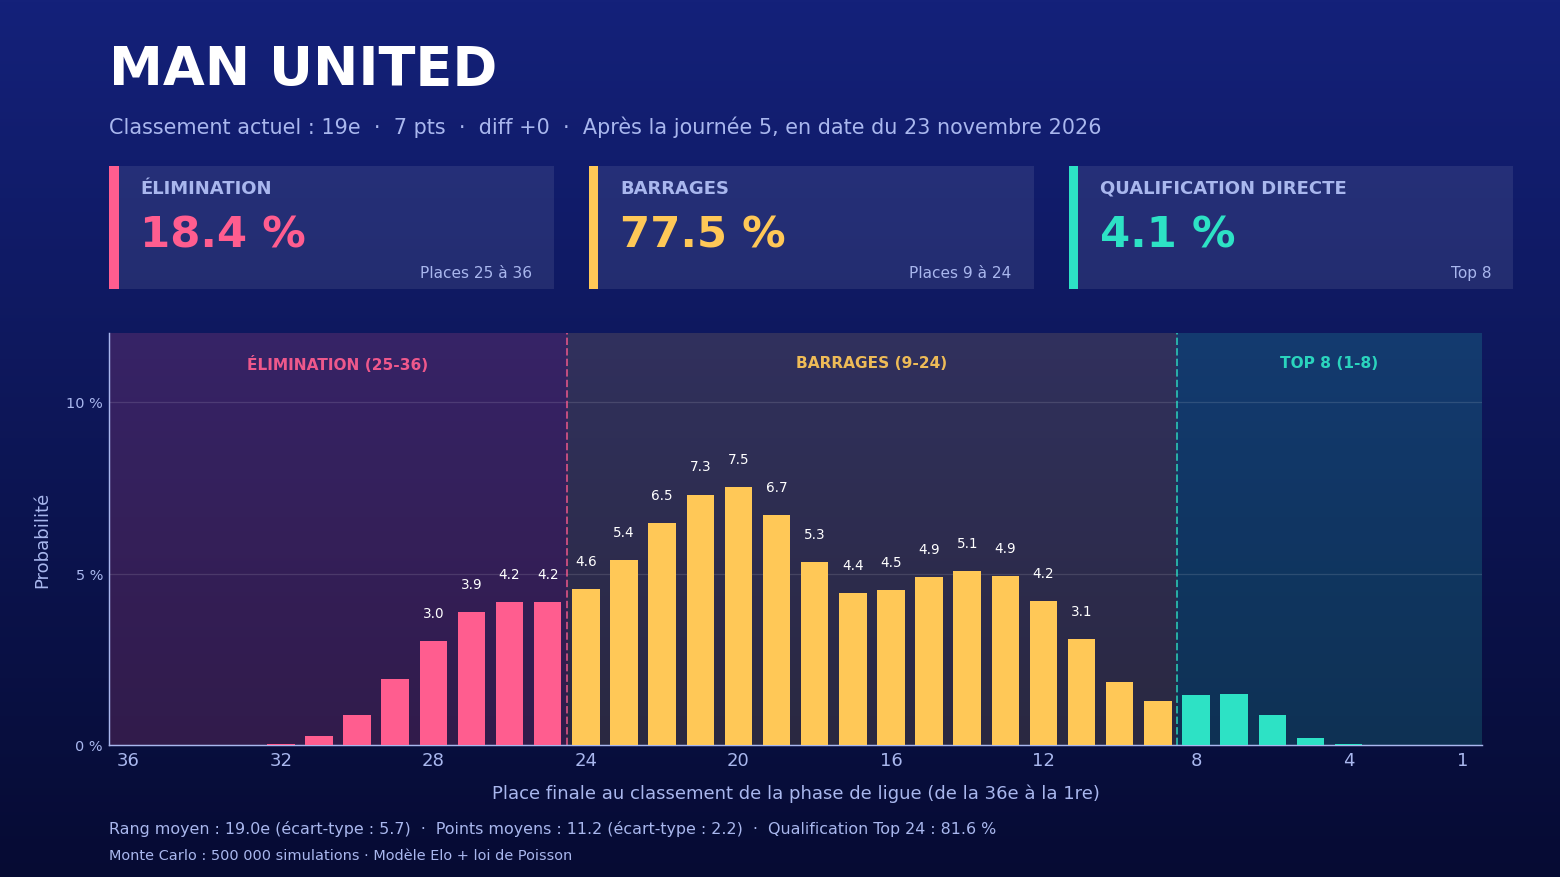 MAN UNITED
Classement actuel : 19e · 7 pts · diff +0 · Après la journée 5, en date du 23 novembre 2026
ÉLIMINATION
18.4 %
Places 25 à 36
BARRAGES
77.5 %
Places 9 à 24
QUALIFICATION DIRECTE
4.1 %
Top 8
ÉLIMINATION (25-36)
BARRAGES (9-24)
TOP 8 (1-8)
Probabilité
10 %
5 %
0 %
3.0
3.9
4.2
4.2
4.6
5.4
6.5
7.3
7.5
6.7
5.3
4.4
4.5
4.9
5.1
4.9
4.2
3.1
36 32 28 24 20 16 12 8 4 1
Place finale au classement de la phase de ligue (de la 36e à la 1re)
Rang moyen : 19.0e (écart-type : 5.7) · Points moyens : 11.2 (écart-type : 2.2) · Qualification Top 24 : 81.6 %
Monte Carlo : 500 000 simulations · Modèle Elo + loi de Poisson